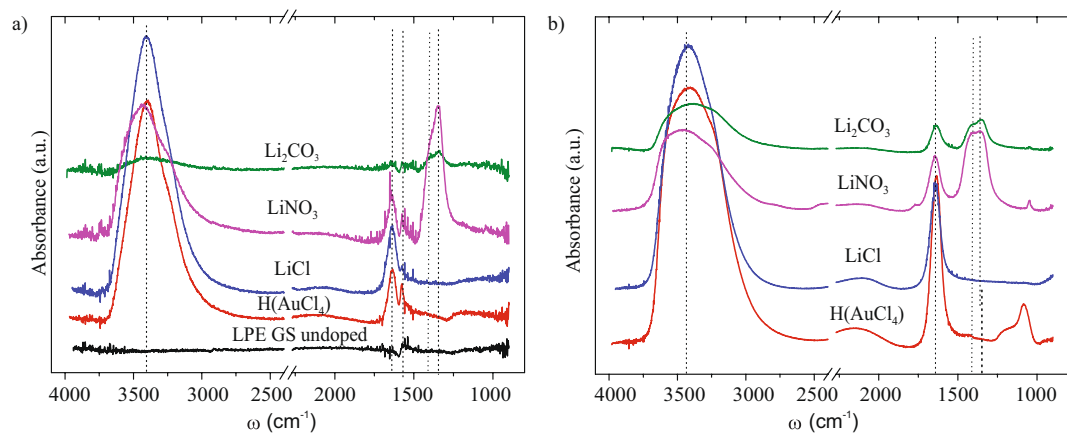 a)
Absorbance (a.u.)
Li₂CO₃
LiNO₃
LiCl
H(AuCl₄)
LPE GS undoped
4000 3500 3000 2500 2000 1500 1000
ω (cm⁻¹)
b)
Absorbance (a.u.)
Li₂CO₃
LiNO₃
LiCl
H(AuCl₄)
4000 3500 3000 2500 2000 1500 1000
ω (cm⁻¹)